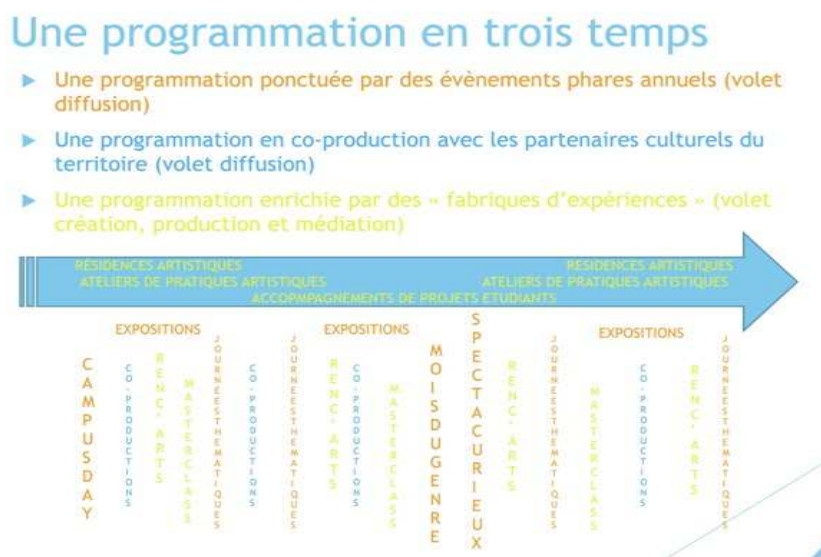 Une programmation en trois temps
► Une programmation ponctuée par des évènements phares annuels (volet
diffusion)
► Une programmation en co-production avec les partenaires culturels du
territoire (volet diffusion)
► Une programmation enrichie par des « fabriques d'expériences » (volet
création, production et médiation)
RÉSIDENCES ARTISTIQUES
RESIDENCES ARTISTIQUES
ATELIERS DE PRATIQUES ARTISTIQUES
ATELIERS DE PRATIQUES ARTISTIQUES
ACCOPMPAGNEMENTS DE PROJETS ETUDIANTS
EXPOSITIONS
EXPOSITIONS
EXPOSITIONS
CAMPUSDAY
CO-PRODUCTIONS
RENC'ARTS
MASTERCLASS
JOURNEESTHEMATIQUES
CO-PRODUCTIONS
JOURNEESTHEMATIQUES
RENC'ARTS
CO-PRODUCTIONS
MASTERCLASS
MOISDUGENRE
SPECTACURIEUX
RENC'ARTS
JOURNEESTHEMATIQUES
MASTERCLASS
CO-PRODUCTIONS
RENC'ARTS
JOURNEESTHEMATIQUES